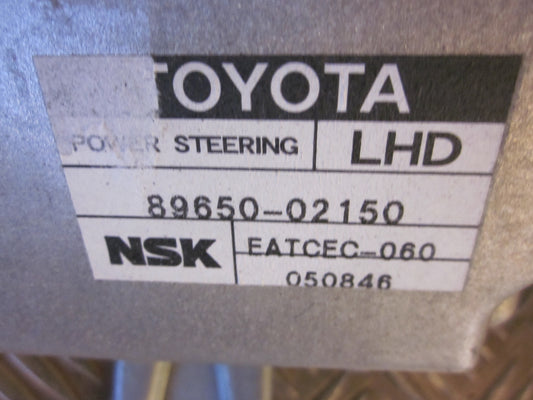 TOYOTA
POWER STEERING LHD
89650-02150
NSK EATCEC-060
050846